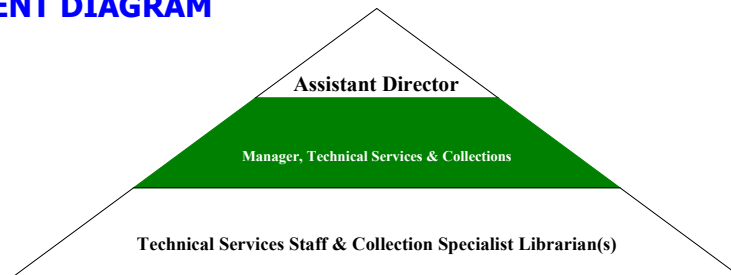 ENT DIAGRAM
Assistant Director
Manager, Technical Services & Collections
Technical Services Staff & Collection Specialist Librarian(s)